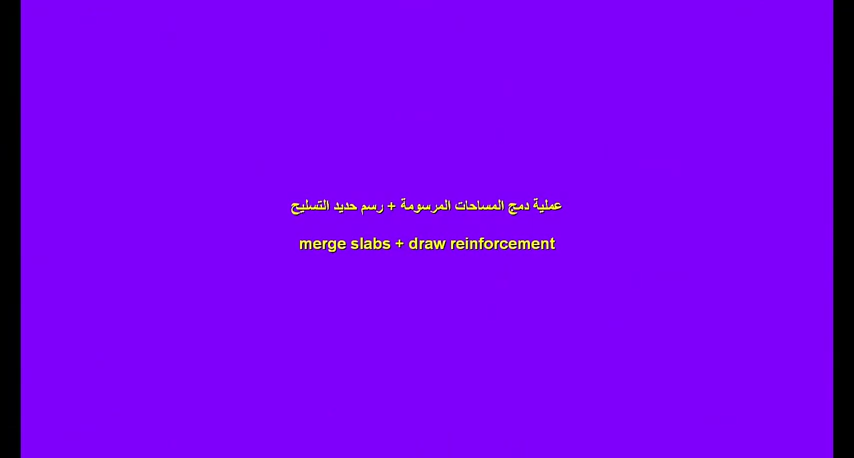 عملية دمج المساحات المرسومة + رسم حديد التسليح
merge slabs + draw reinforcement